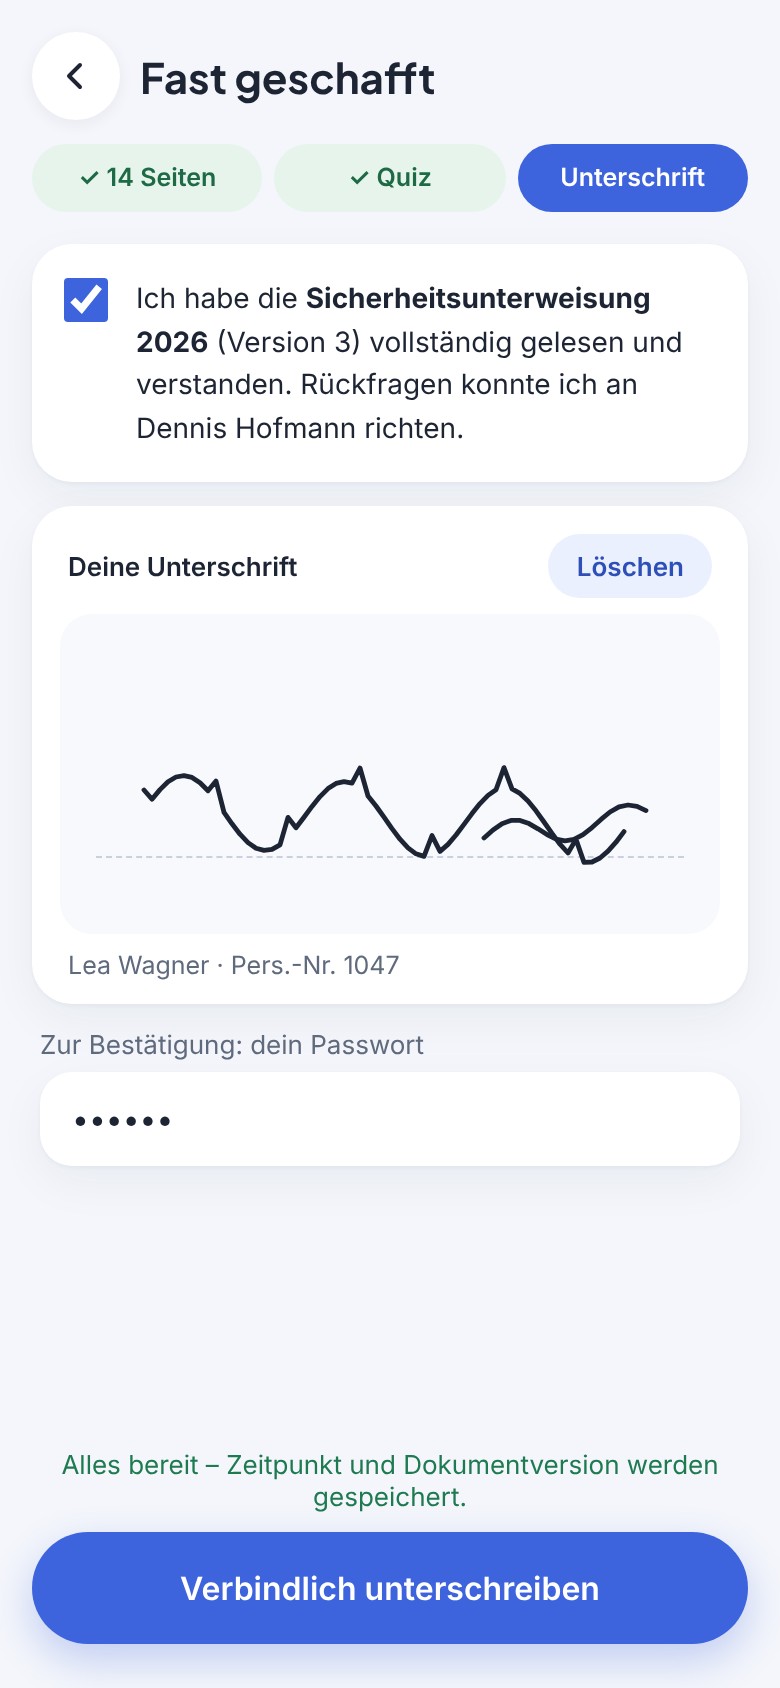 Fast geschafft
✓ 14 Seiten
✓ Quiz
Unterschrift
Ich habe die Sicherheitsunterweisung
2026 (Version 3) vollständig gelesen und
verstanden. Rückfragen konnte ich an
Dennis Hofmann richten.
Deine Unterschrift
Löschen
Lea Wagner · Pers.-Nr. 1047
Zur Bestätigung: dein Passwort
••••••
Alles bereit – Zeitpunkt und Dokumentversion werden
gespeichert.
Verbindlich unterschreiben